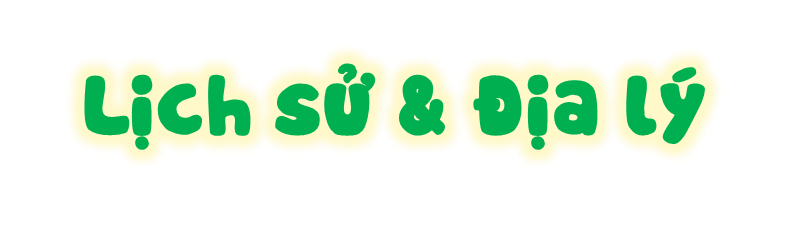 Lịch sử & Địa lý